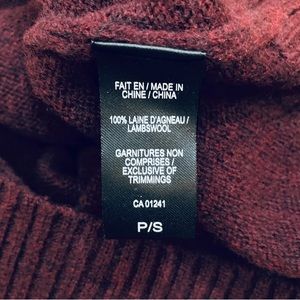 FAIT EN / MADE IN
CHINE / CHINA
100% LAINE D'AGNEAU /
LAMBSWOOL
GARNITURES NON
COMPRISES /
EXCLUSIVE OF
TRIMMINGS
CA 01241
P/S